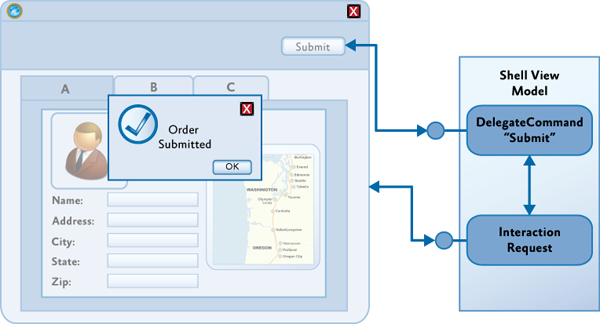 Submit
A
B
C
Order
Submitted
OK
Name:
Address:
City:
State:
Zip:
WASHINGTON
OREGON
Shell View
Model
DelegateCommand
“Submit”
Interaction
Request